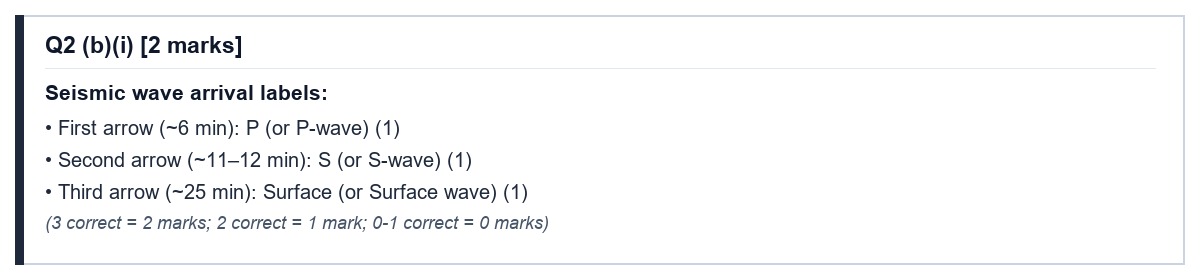 Q2 (b)(i) [2 marks]
Seismic wave arrival labels:
• First arrow (~6 min): P (or P-wave) (1)
• Second arrow (~11–12 min): S (or S-wave) (1)
• Third arrow (~25 min): Surface (or Surface wave) (1)
(3 correct = 2 marks; 2 correct = 1 mark; 0-1 correct = 0 marks)